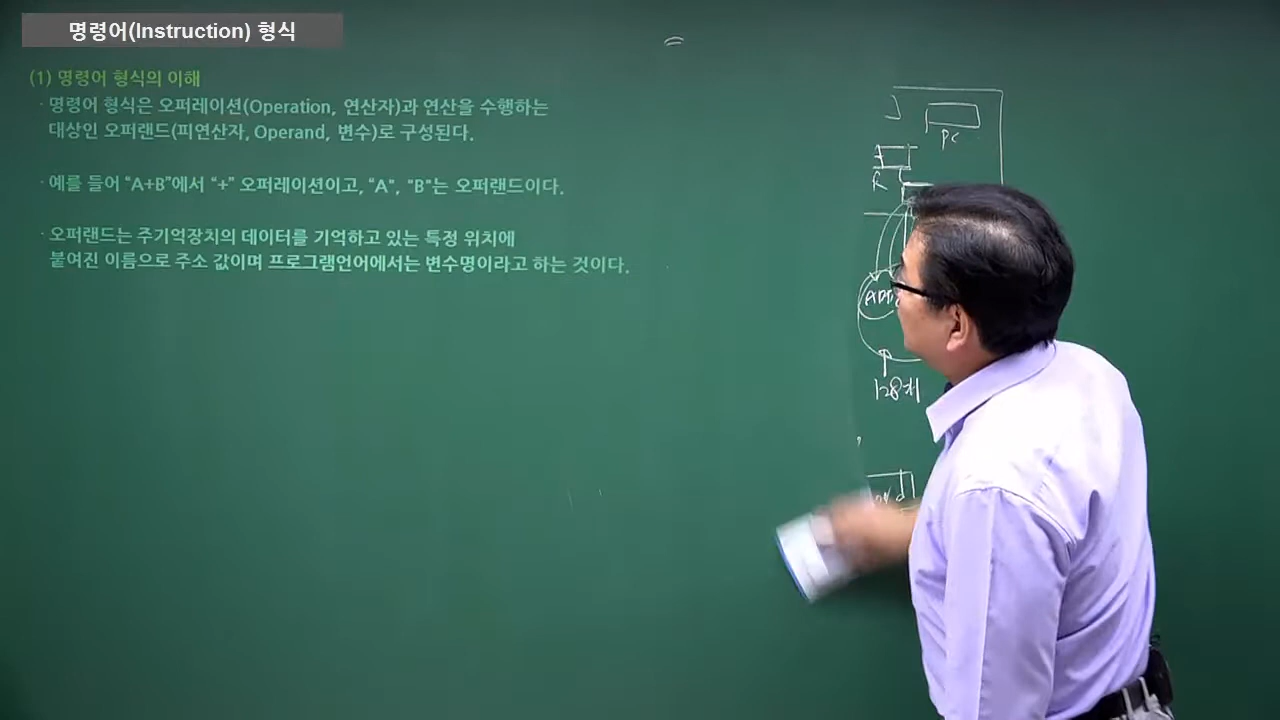 명령어(Instruction) 형식
(1) 명령어 형식의 이해
· 명령어 형식은 오퍼레이션(Operation, 연산자)과 연산을 수행하는
대상인 오퍼랜드(피연산자, Operand, 변수)로 구성된다.
· 예를 들어 “A+B”에서 “+” 오퍼레이션이고, “A", "B"는 오퍼랜드이다.
· 오퍼랜드는 주기억장치의 데이터를 기억하고 있는 특정 위치에
붙여진 이름으로 주소 값이며 프로그램언어에서는 변수명이라고 하는 것이다.
PC
R
128개